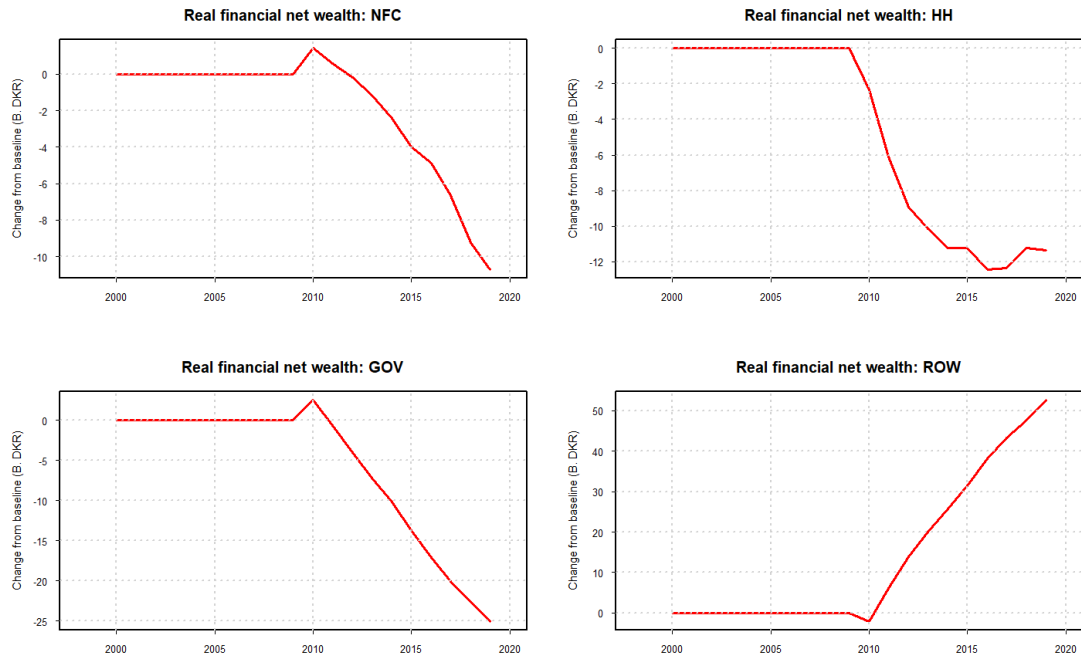 Real financial net wealth: NFC
Change from baseline (B. DKR)
0
-2
-4
-6
-8
-10
2000 2005 2010 2015 2020
Real financial net wealth: HH
Change from baseline (B. DKR)
0
-2
-4
-6
-8
-10
-12
2000 2005 2010 2015 2020
Real financial net wealth: GOV
Change from baseline (B. DKR)
0
-5
-10
-15
-20
-25
2000 2005 2010 2015 2020
Real financial net wealth: ROW
Change from baseline (B. DKR)
50
40
30
20
10
0
2000 2005 2010 2015 2020